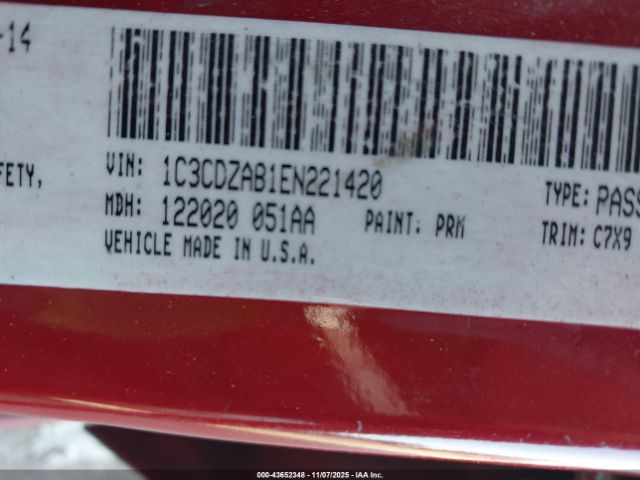 -14
FETY,
VIN: 1C3CDZAB1EN221420
TYPE: PASS
MDH: 122020 051AA PAINT: PRM
TRIM: C7X9
VEHICLE MADE IN U.S.A.
00-43652348 - 11/07/2025 - IAA Inc.